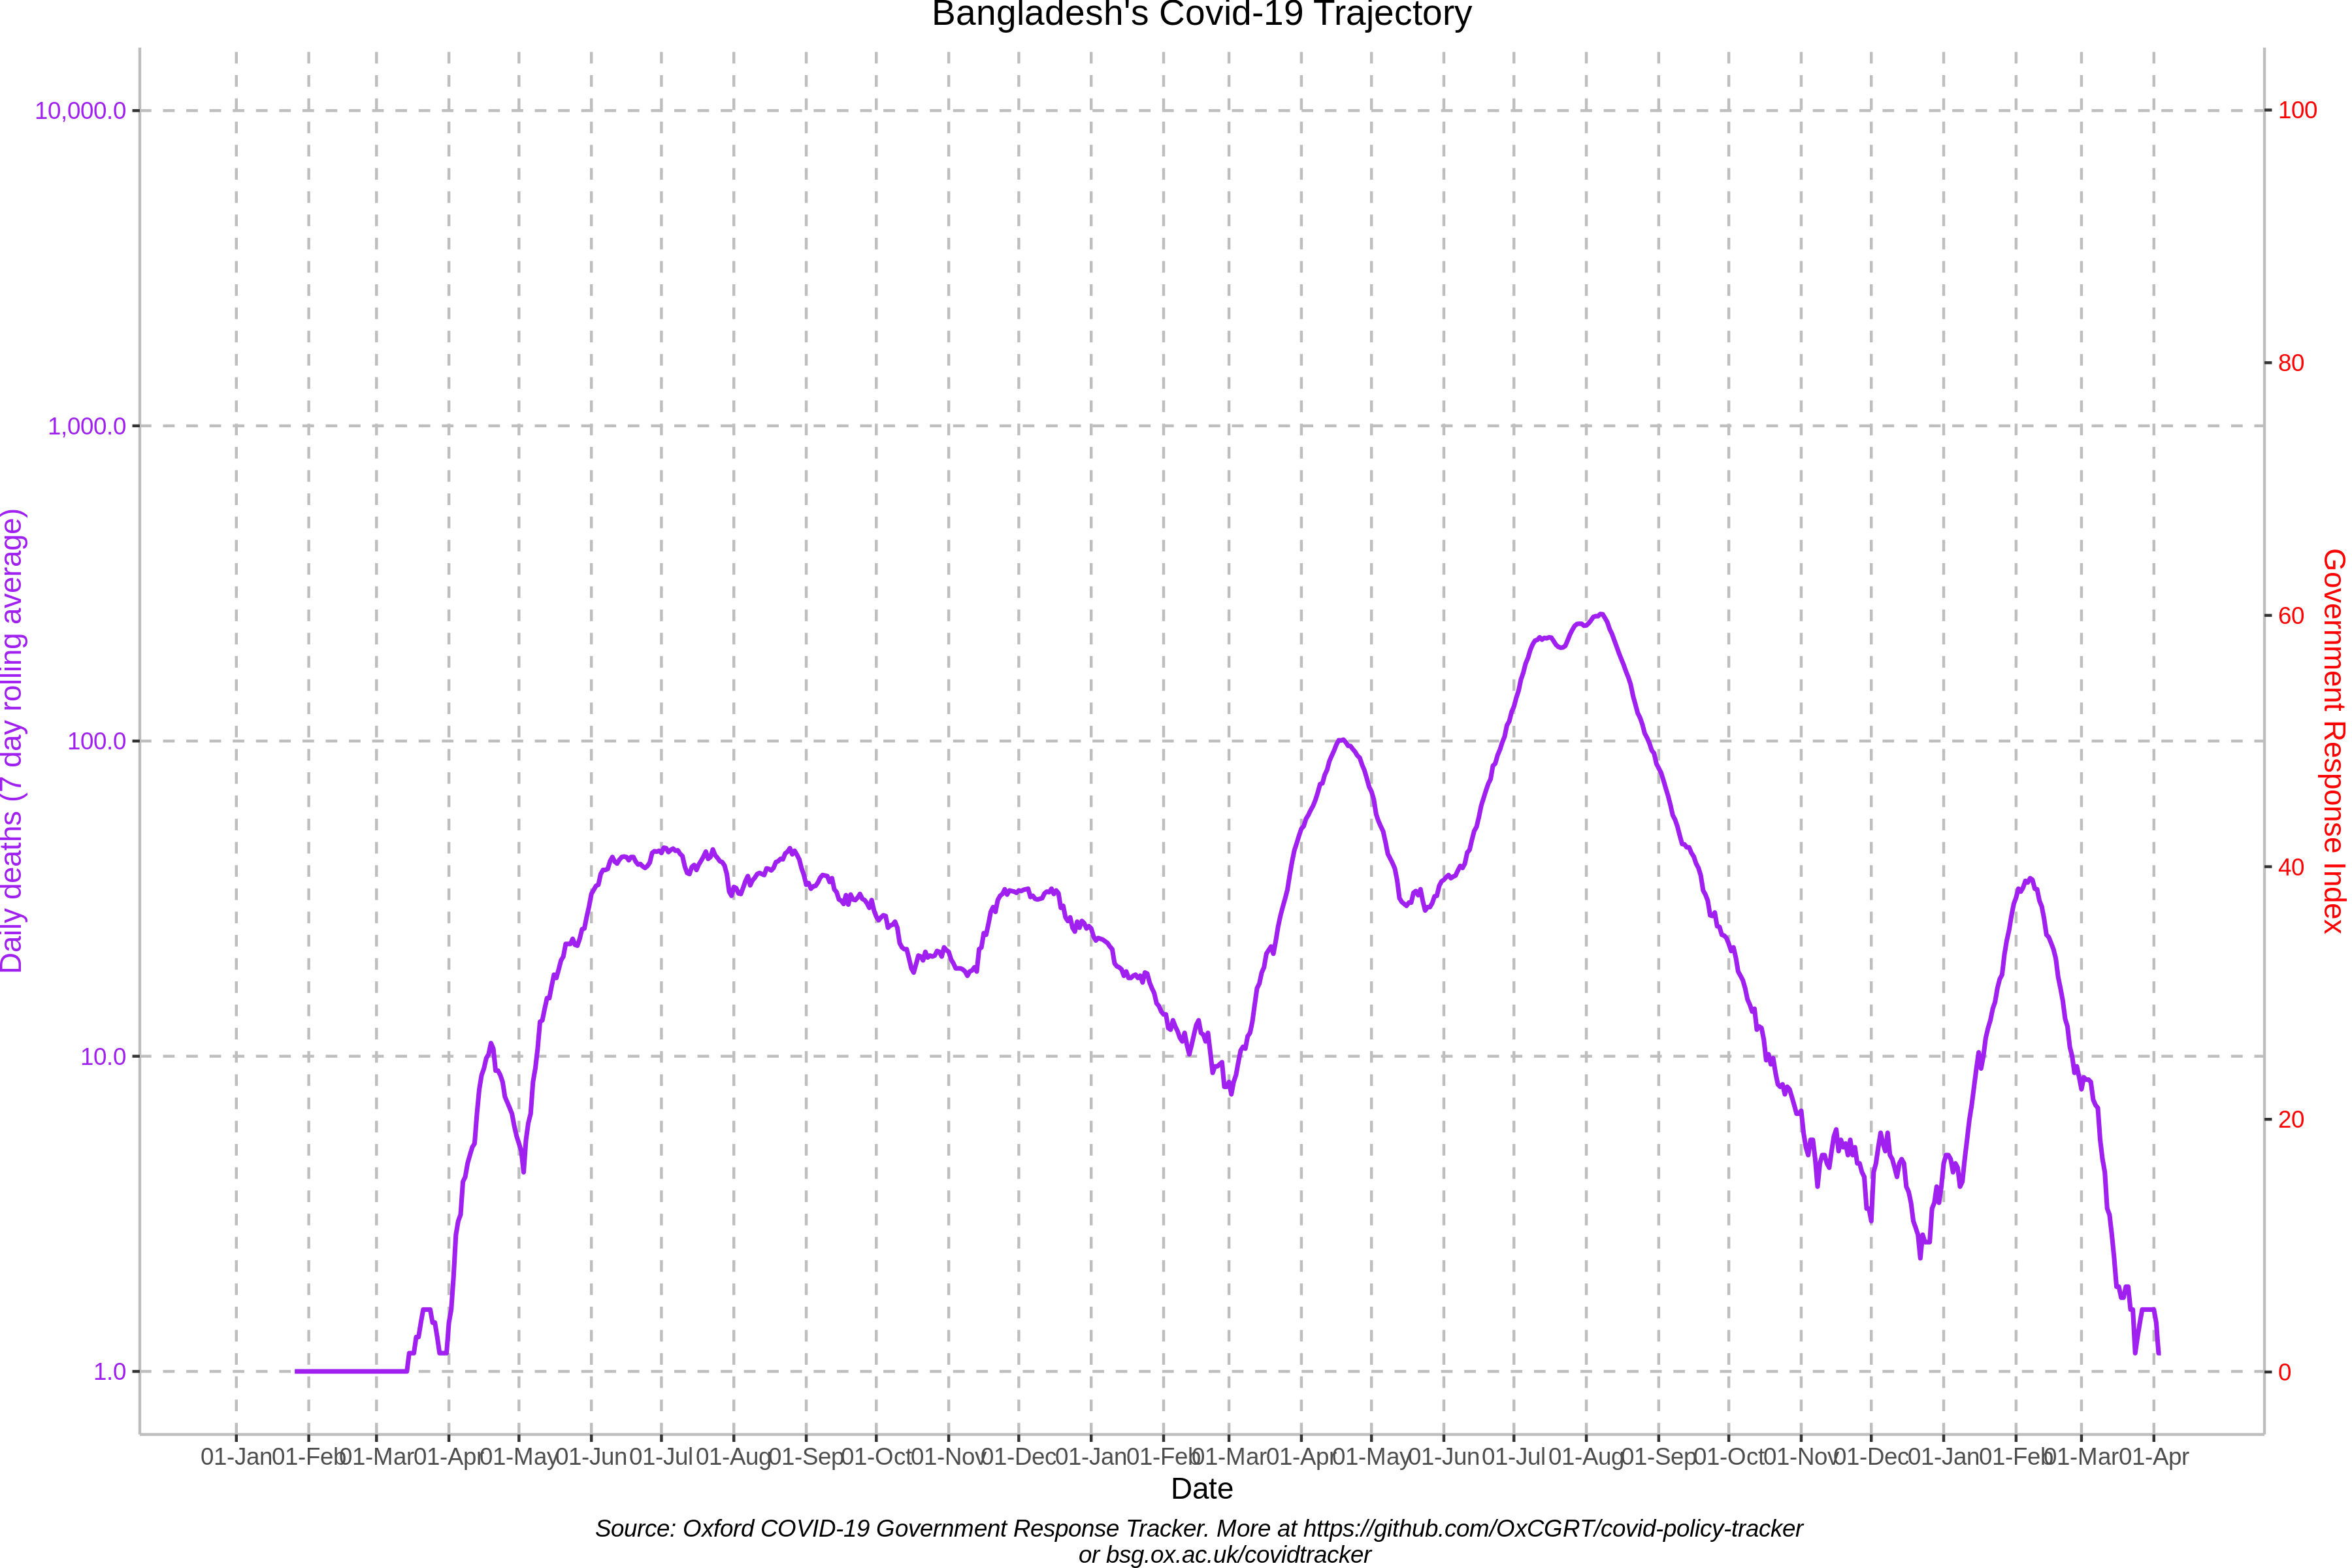 Bangladesh's Covid-19 Trajectory
10,000.0
1,000.0
100.0
10.0
1.0
Daily deaths (7 day rolling average)
100
80
60
40
20
0
Government Response Index
01-Jan 01-Feb 01-Mar 01-Apr 01-May 01-Jun 01-Jul 01-Aug 01-Sep 01-Oct 01-Nov 01-Dec 01-Jan 01-Feb 01-Mar 01-Apr 01-May 01-Jun 01-Jul 01-Aug 01-Sep 01-Oct 01-Nov 01-Dec 01-Jan 01-Feb 01-Mar 01-Apr
Date
Source: Oxford COVID-19 Government Response Tracker. More at https://github.com/OxCGRT/covid-policy-tracker
or bsg.ox.ac.uk/covidtracker